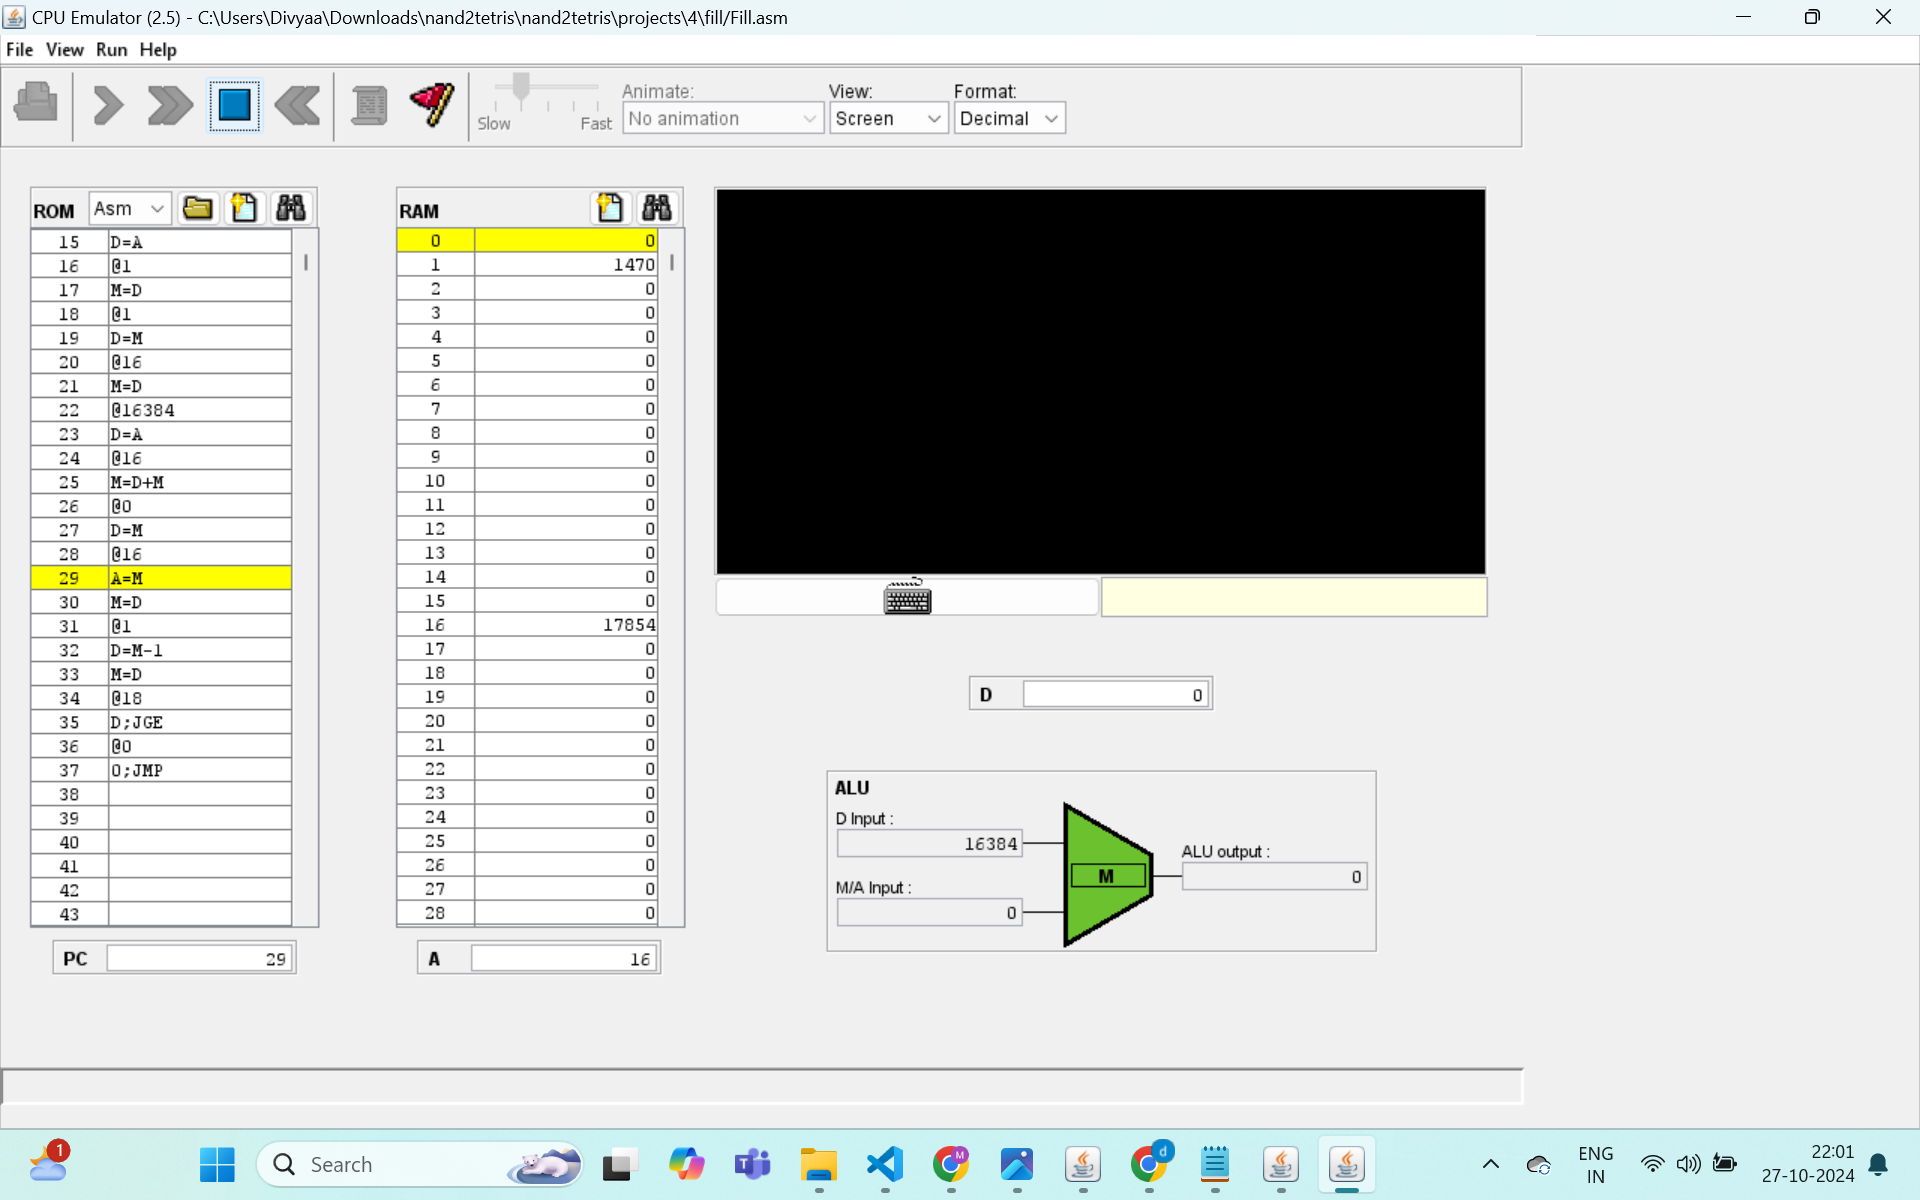 CPU Emulator (2.5) - C:\Users\Divyaa\Downloads\nand2tetris\nand2tetris\projects\4\fill/Fill.asm
File View Run Help
Animate: View: Format:
Slow Fast No animation Screen Decimal
ROM Asm
15 D=A
16 @1
17 M=D
18 @1
19 D=M
20 @16
21 M=D
22 @16384
23 D=A
24 @16
25 M=D+M
26 @0
27 D=M
28 @16
29 A=M
30 M=D
31 @1
32 D=M-1
33 M=D
34 @18
35 D;JGE
36 @0
37 0;JMP
38
39
40
41
42
43
PC 29
RAM
0 0
1 1470
2 0
3 0
4 0
5 0
6 0
7 0
8 0
9 0
10 0
11 0
12 0
13 0
14 0
15 0
16 17854
17 0
18 0
19 0
20 0
21 0
22 0
23 0
24 0
25 0
26 0
27 0
28 0
A 16
D 0
ALU
D Input :
16384
M/A Input :
0
M
ALU output :
0
1
Search
M
d
ENG
IN
22:01
27-10-2024